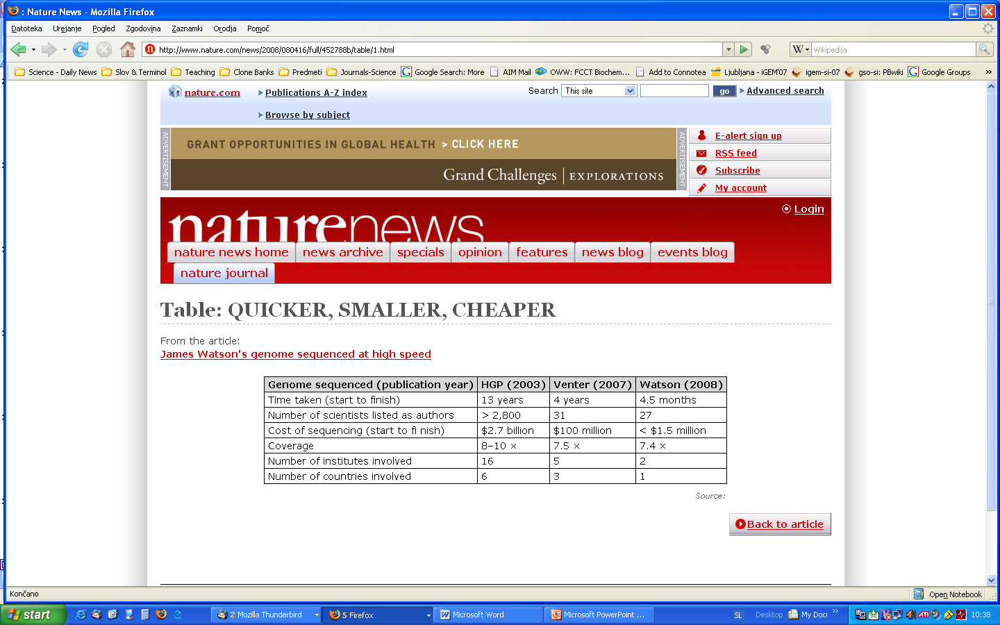 : Nature News - Mozilla Firefox
Datoteka Urejanje Pogled Zgodovina Zaznamki Orodja Pomoč
http://www.nature.com/news/2008/080416/full/452788b/table/1.html
W Wikipedija
Science - Daily News Slov & Terminol Teaching Clone Banks Predmeti Journals-Science Google Search: More AIM Mail OWW: FCCT Biochem... Add to Connotea Ljubljana - iGEM'07 igem-si-07 gso-si: PBwiki Google Groups »
nature.com Publications A-Z index Search This site go Advanced search
Browse by subject
ADVERTISEMENT
GRANT OPPORTUNITIES IN GLOBAL HEALTH > CLICK HERE
Grand Challenges | EXPLORATIONS
ADVERTISEMENT
E-alert sign up
RSS feed
Subscribe
My account
Login
naturenews
nature news home news archive specials opinion features news blog events blog
nature journal
Table: QUICKER, SMALLER, CHEAPER
From the article:
James Watson's genome sequenced at high speed
Genome sequenced (publication year) HGP (2003) Venter (2007) Watson (2008)
Time taken (start to finish) 13 years 4 years 4.5 months
Number of scientists listed as authors > 2,800 31 27
Cost of sequencing (start to fi nish) $2.7 billion $100 million < $1.5 million
Coverage 8–10 × 7.5 × 7.4 ×
Number of institutes involved 16 5 2
Number of countries involved 6 3 1
Source:
Back to article
Končano Open Notebook
start 2 Mozilla Thunderbird 5 Firefox Microsoft Word Microsoft PowerPoint ... SL Desktop My Docu » 10:38